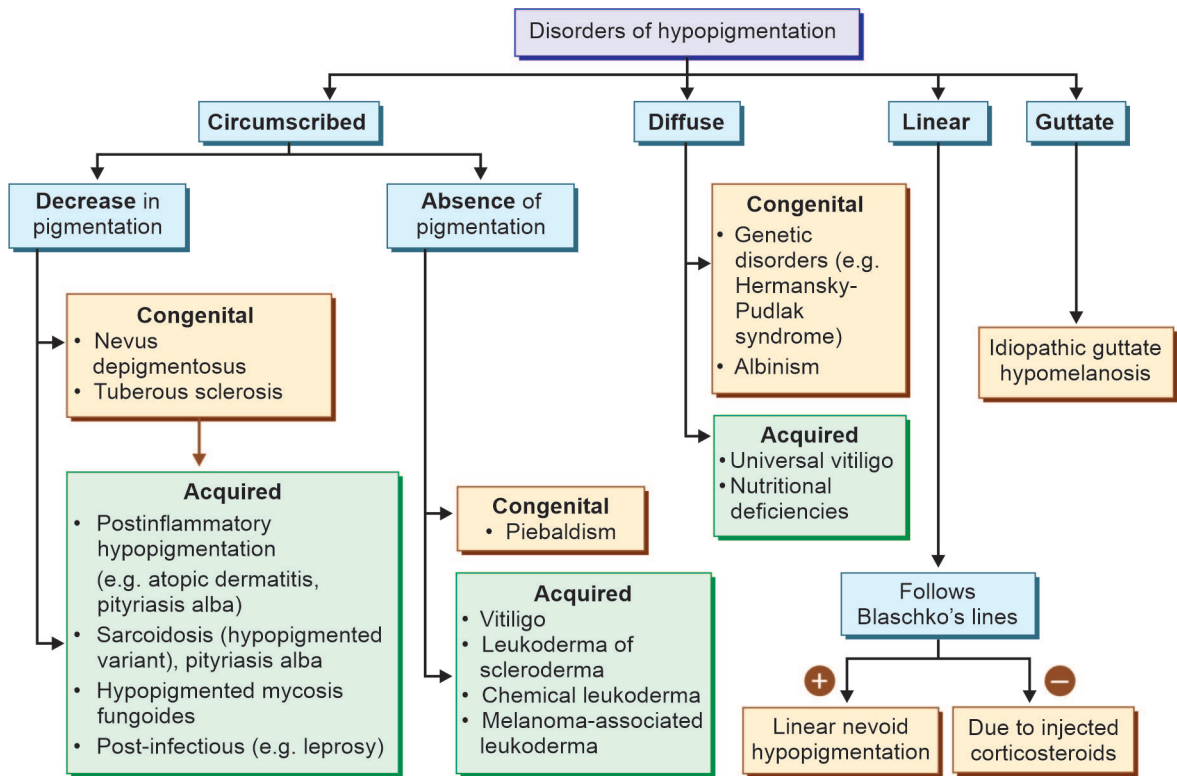 Disorders of hypopigmentation
Circumscribed
Diffuse
Linear
Guttate
Decrease in
pigmentation
Absence of
pigmentation
Congenital
• Nevus
depigmentosus
• Tuberous sclerosis
Acquired
• Postinflammatory
hypopigmentation
(e.g. atopic dermatitis,
pityriasis alba)
• Sarcoidosis (hypopigmented
variant), pityriasis alba
• Hypopigmented mycosis
fungoides
• Post-infectious (e.g. leprosy)
Congenital
• Piebaldism
Acquired
• Vitiligo
• Leukoderma of
scleroderma
• Chemical leukoderma
• Melanoma-associated
leukoderma
Congenital
• Genetic
disorders (e.g.
Hermansky-
Pudlak
syndrome)
• Albinism
Acquired
• Universal vitiligo
• Nutritional
deficiencies
Follows
Blaschko's lines
+
Linear nevoid
hypopigmentation
−
Due to injected
corticosteroids
Idiopathic guttate
hypomelanosis